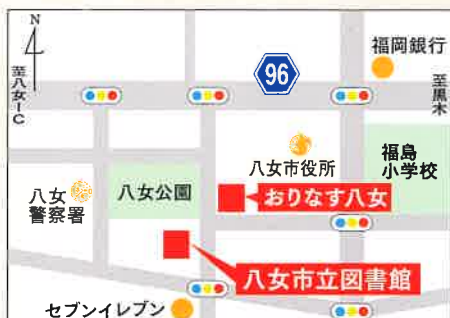 N
福岡銀行
96
至八女IC
至黒木
八女市役所
福島
小学校
八女
警察署
八女公園
おりなす八女
八女市立図書館
セブンイレブン